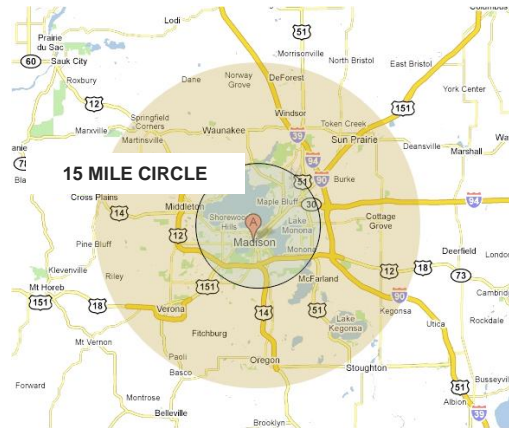 Columbus
Prairie
du Sac
Lodi
51
60
Sauk City
Morrisonville
North Bristol
East Bristol
Roxbury
Dane
Norway
Grove
DeForest
York Center
12
Springfield
Corners
Windsor
151
Marxville
Martinsville
Waunakee
39
Token Creek
Sun Prairie
Deansville
Marshall
94
15 MILE CIRCLE
51
90
Burke
Cross Plains
Middleton
Maple Bluff
30
94
14
Shorewood
Hills
A
Lake
Monona
Cottage
Grove
Madison
12
Monona
Pine Bluff
Deerfield
12
18
Klevenville
Riley
McFarland
73
Mt Horeb
151
90
151
18
Verona
14
51
Lake
Kegonsa
Kegonsa
Rockdale
Utica
Fitchburg
Mt Vernon
Paoli
Oregon
Stoughton
Basco
Forward
51
Montrose
Albion
Belleville
39
Brooklyn